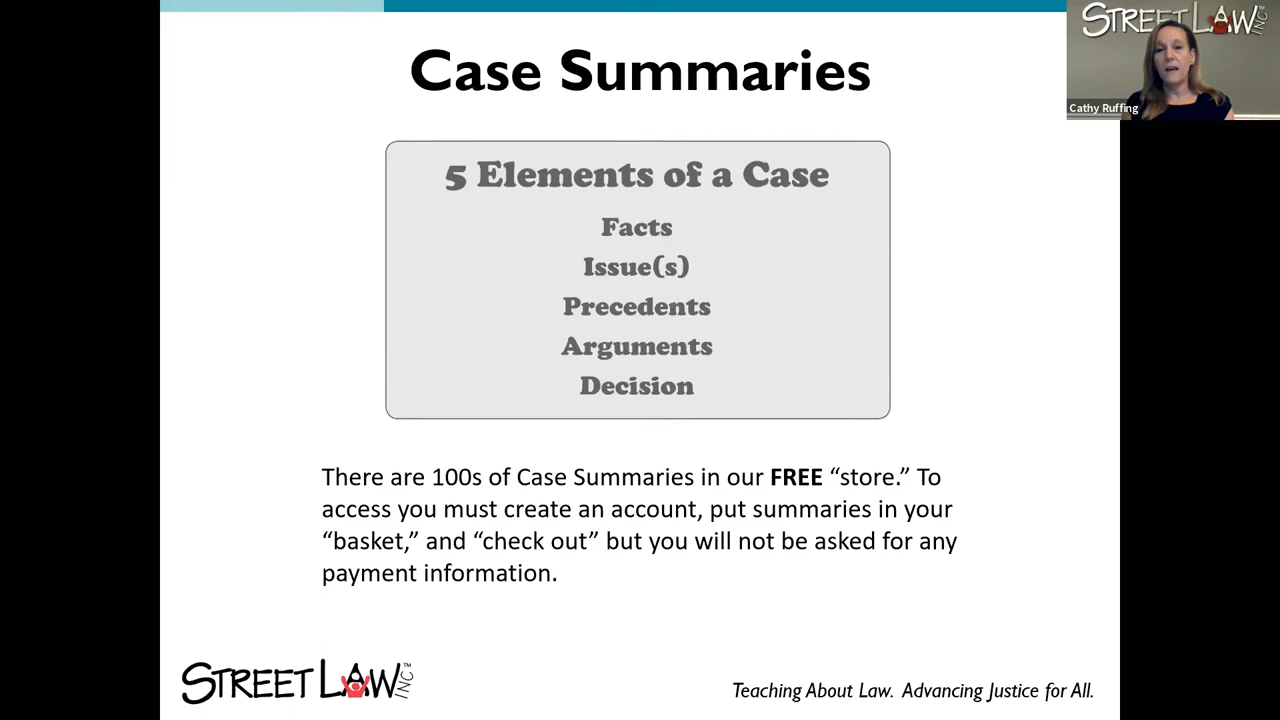 Case Summaries
STREET LAW INC
Cathy Ruffing
5 Elements of a Case
Facts
Issue(s)
Precedents
Arguments
Decision
There are 100s of Case Summaries in our FREE “store.” To
access you must create an account, put summaries in your
“basket,” and “check out” but you will not be asked for any
payment information.
STREET LAW INC™
Teaching About Law. Advancing Justice for All.